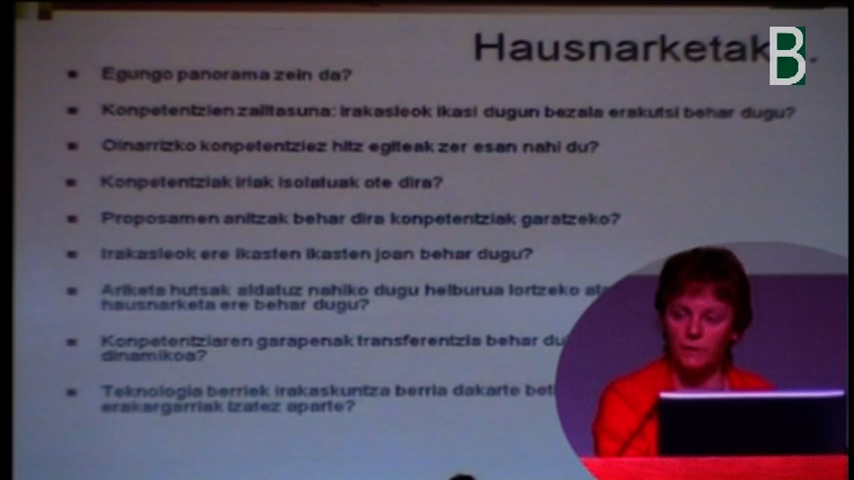 Hausnarketak
B
Egungo panorama zein da?
Konpetentzien zailtasuna: irakasleok ikasi dugun bezala erakutsi behar dugu?
Oinarrizko konpetentziez hitz egiteak zer esan nahi du?
Konpetentziak irlak isolatuak ote dira?
Proposamen anitzak behar dira konpetentziak garatzeko?
Irakasleok ere ikasten ikasten joan behar dugu?
Ariketa hutsak aldatuz nahiko dugu helburua lortzeko
hausnarketa ere behar dugu?
Konpetentziaren garapenak transferentzia behar
dinamikoa?
Teknologia berriek irakaskuntza berria dakarte
erakargarriak izatez aparte?